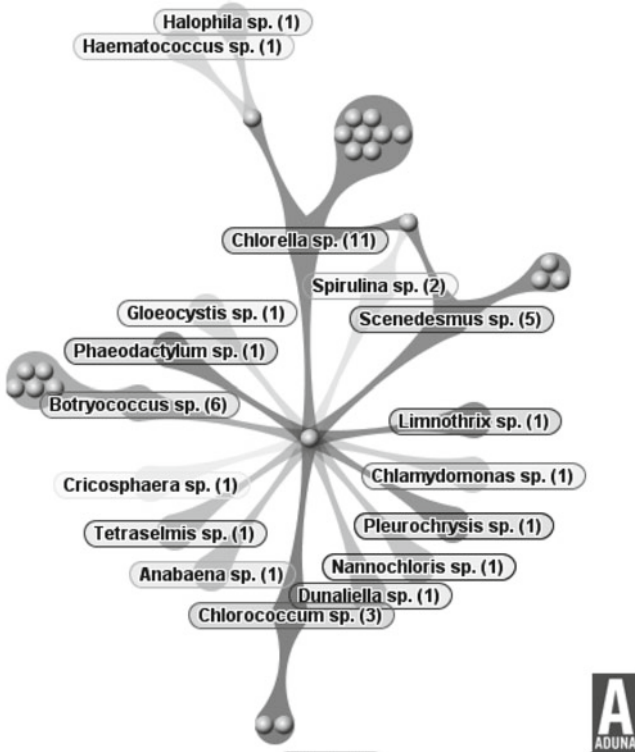 Halophila sp. (1)
Haematococcus sp. (1)
Chlorella sp. (11)
Spirulina sp. (2)
Gloeocystis sp. (1)
Scenedesmus sp. (5)
Phaeodactylum sp. (1)
Botryococcus sp. (6)
Limnothrix sp. (1)
Cricosphaera sp. (1)
Chlamydomonas sp. (1)
Tetraselmis sp. (1)
Pleurochrysis sp. (1)
Anabaena sp. (1)
Nannochloris sp. (1)
Dunaliella sp. (1)
Chlorococcum sp. (3)
A
ADUNA